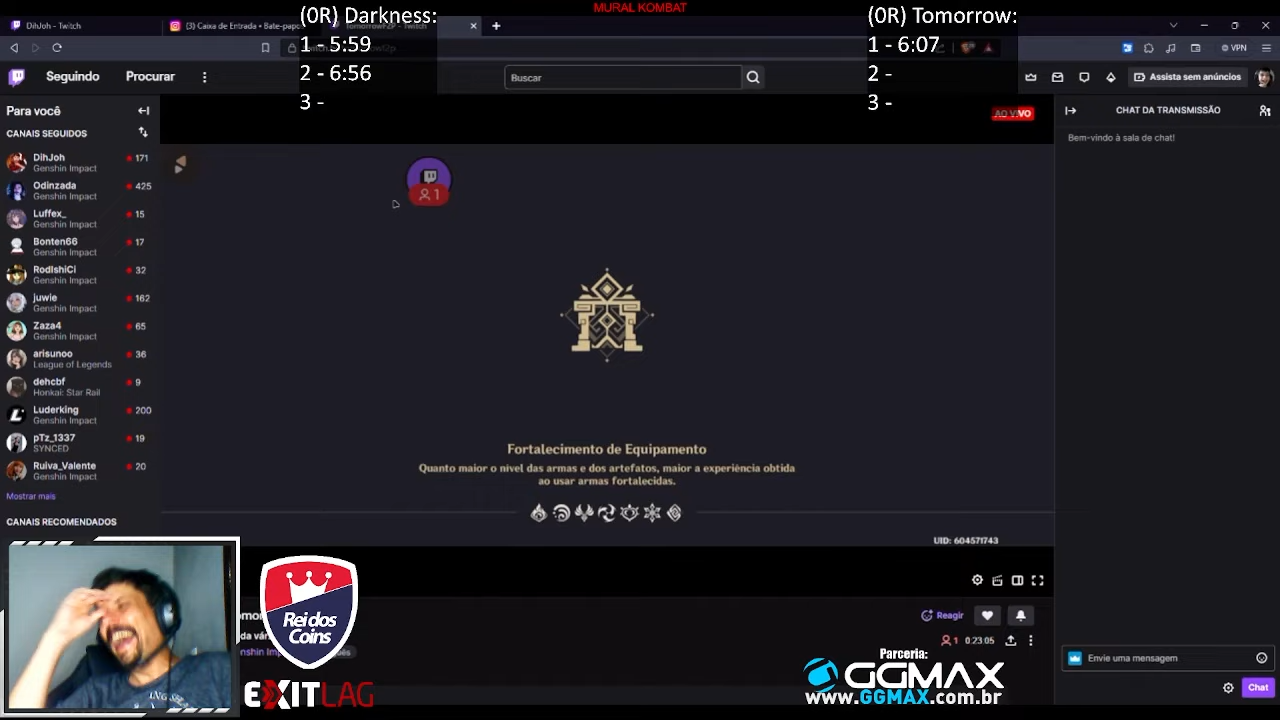 MURAL KOMBAT
(0R) Darkness:
1 - 5:59
2 - 6:56
3 -
(0R) Tomorrow:
1 - 6:07
2 -
3 -
DihJoh - Twitch
(3) Caixa de Entrada • Bate-papo
TomorrowF2P - Twitch
VPN
Seguindo
Procurar
Buscar
Assista sem anúncios
Para você
CANAIS SEGUIDOS
DihJoh
171
Genshin Impact
Odinzada
425
Genshin Impact
Luffex_
15
Genshin Impact
Bonten66
17
Genshin Impact
RodIshiCi
32
Genshin Impact
juwie
162
Genshin Impact
Zaza4
65
Genshin Impact
arisunoo
36
League of Legends
dehcbf
9
Honkai: Star Rail
Luderking
200
Genshin Impact
pTz_1337
19
SYNCED
Ruiva_Valente
20
Genshin Impact
Mostrar mais
CANAIS RECOMENDADOS
AO VIVO
1
Fortalecimento de Equipamento
Quanto maior o nível das armas e dos artefatos, maior a experiência obtida
ao usar armas fortalecidas.
UID: 604571743
CHAT DA TRANSMISSÃO
Bem-vindo à sala de chat!
Reagir
1
0:23:05
Rei dos
Coins
EXITLAG
Parceria:
GGMAX
www.GGMAX.com.br
Envie uma mensagem
Chat